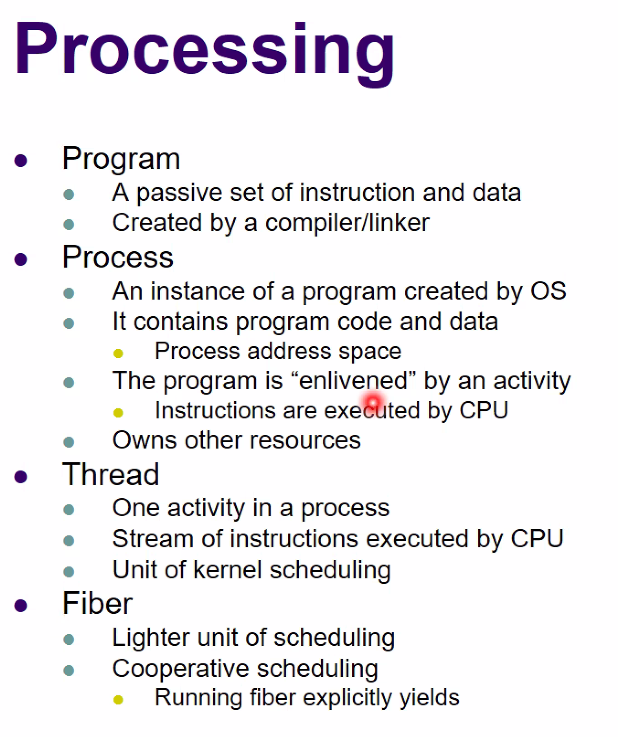 Processing
Program
A passive set of instruction and data
Created by a compiler/linker
Process
An instance of a program created by OS
It contains program code and data
Process address space
The program is “enlivened” by an activity
Instructions are executed by CPU
Owns other resources
Thread
One activity in a process
Stream of instructions executed by CPU
Unit of kernel scheduling
Fiber
Lighter unit of scheduling
Cooperative scheduling
Running fiber explicitly yields